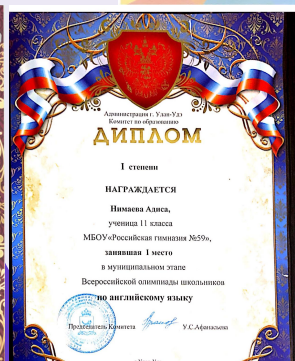 Администрация г. Улан-Удэ
Комитет по образованию
ДИПЛОМ
I степени
НАГРАЖДАЕТСЯ
Нимаева Адиса,
ученица 11 класса
МБОУ«Российская гимназия №59»,
занявшая 1 место
в муниципальном этапе
Всероссийской олимпиады школьников
по английскому языку
Председатель Комитета У.С.Афанасьева